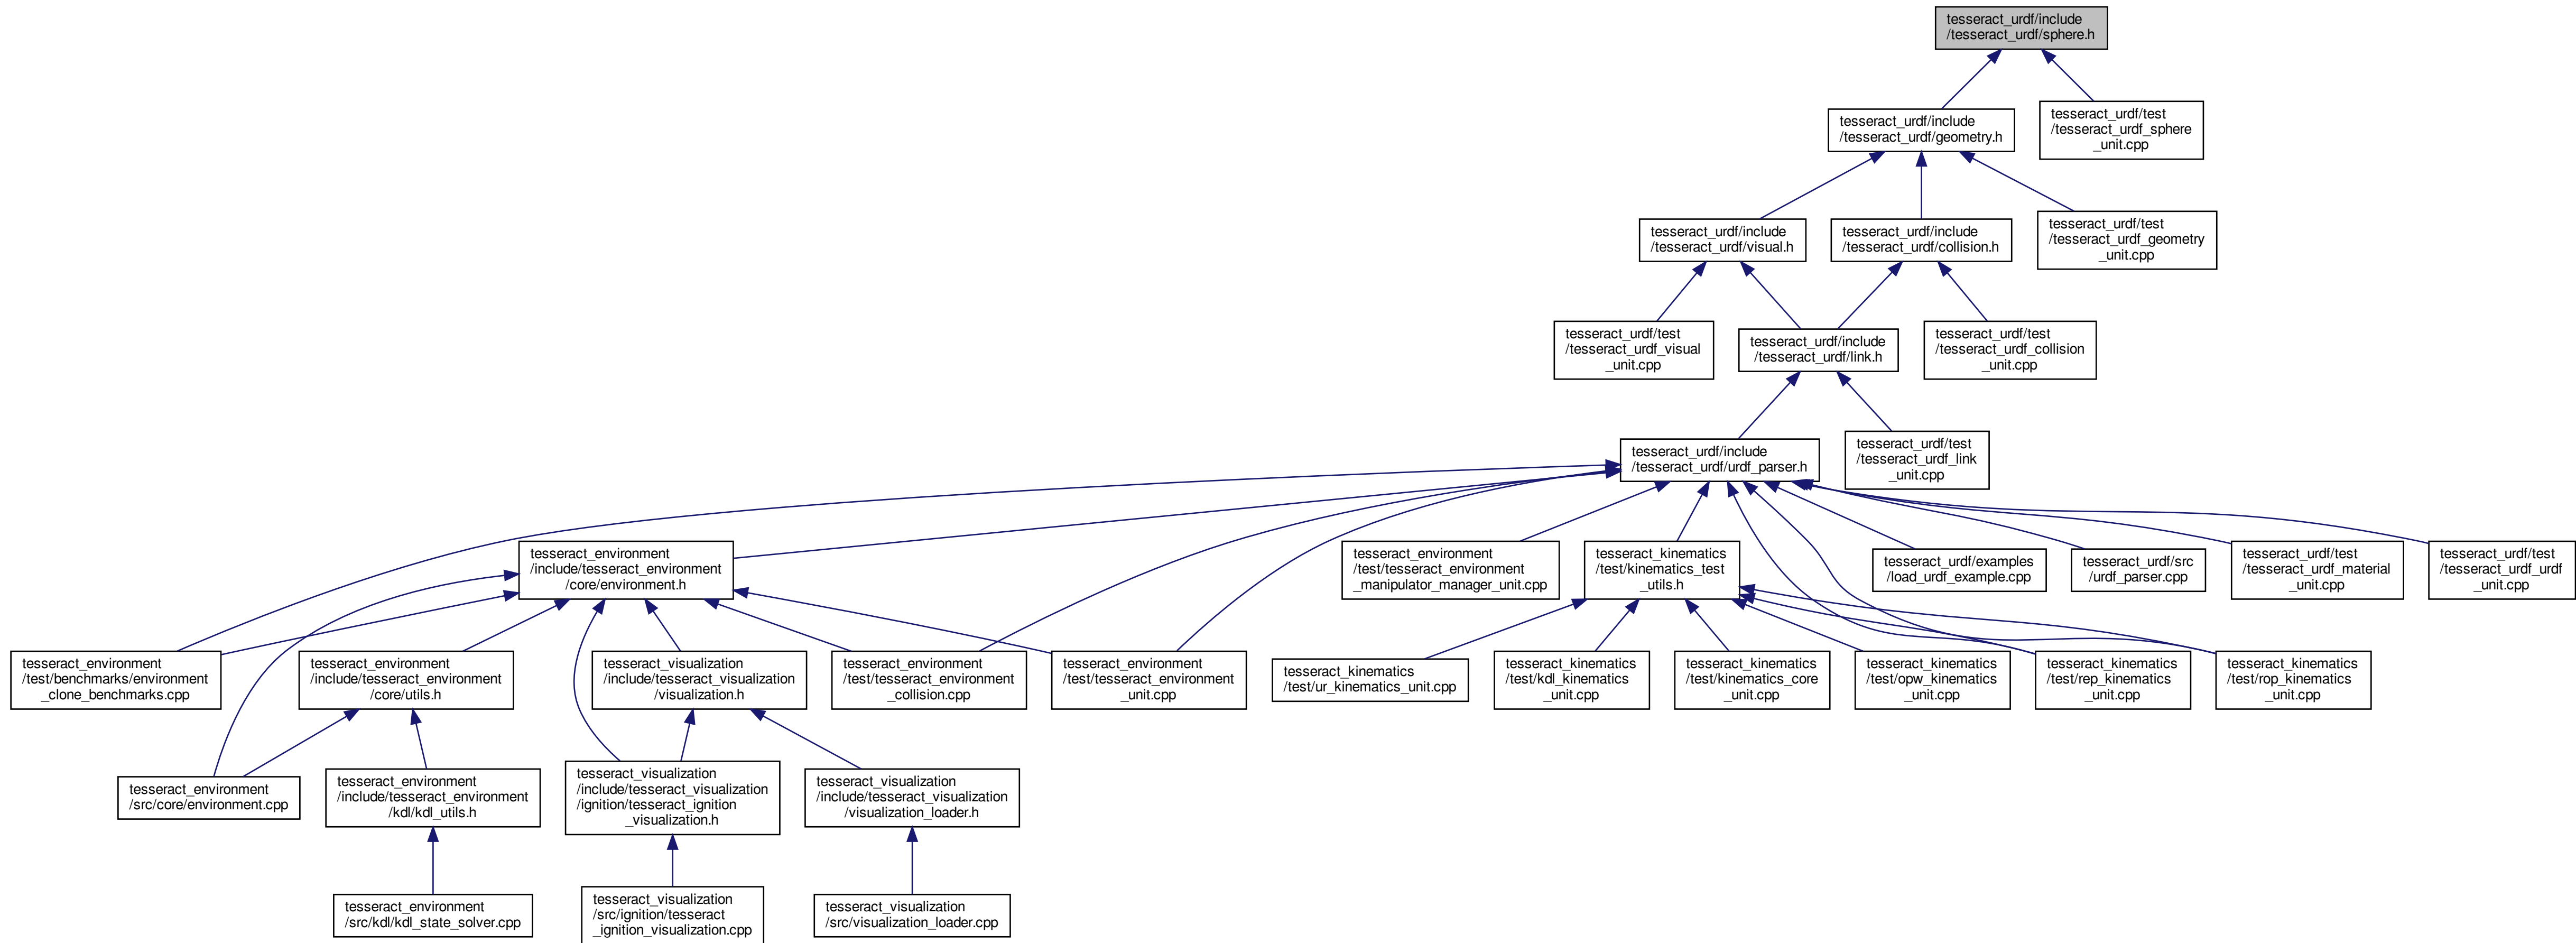 tesseract_urdf/include
/tesseract_urdf/sphere.h
tesseract_urdf/include
/tesseract_urdf/geometry.h
tesseract_urdf/test
/tesseract_urdf_sphere
_unit.cpp
tesseract_urdf/include
/tesseract_urdf/visual.h
tesseract_urdf/include
/tesseract_urdf/collision.h
tesseract_urdf/test
/tesseract_urdf_geometry
_unit.cpp
tesseract_urdf/test
/tesseract_urdf_visual
_unit.cpp
tesseract_urdf/include
/tesseract_urdf/link.h
tesseract_urdf/test
/tesseract_urdf_collision
_unit.cpp
tesseract_urdf/include
/tesseract_urdf/urdf_parser.h
tesseract_urdf/test
/tesseract_urdf_link
_unit.cpp
tesseract_environment
/include/tesseract_environment
/core/environment.h
tesseract_environment
/test/tesseract_environment
_manipulator_manager_unit.cpp
tesseract_kinematics
/test/kinematics_test
_utils.h
tesseract_urdf/examples
/load_urdf_example.cpp
tesseract_urdf/src
/urdf_parser.cpp
tesseract_urdf/test
/tesseract_urdf_material
_unit.cpp
tesseract_urdf/test
/tesseract_urdf_urdf
_unit.cpp
tesseract_environment
/test/benchmarks/environment
_clone_benchmarks.cpp
tesseract_environment
/include/tesseract_environment
/core/utils.h
tesseract_visualization
/include/tesseract_visualization
/visualization.h
tesseract_environment
/test/tesseract_environment
_collision.cpp
tesseract_environment
/test/tesseract_environment
_unit.cpp
tesseract_kinematics
/test/ur_kinematics_unit.cpp
tesseract_kinematics
/test/kdl_kinematics
_unit.cpp
tesseract_kinematics
/test/kinematics_core
_unit.cpp
tesseract_kinematics
/test/opw_kinematics
_unit.cpp
tesseract_kinematics
/test/rep_kinematics
_unit.cpp
tesseract_kinematics
/test/rop_kinematics
_unit.cpp
tesseract_environment
/src/core/environment.cpp
tesseract_environment
/include/tesseract_environment
/kdl/kdl_utils.h
tesseract_visualization
/include/tesseract_visualization
/ignition/tesseract_ignition
_visualization.h
tesseract_visualization
/include/tesseract_visualization
/visualization_loader.h
tesseract_environment
/src/kdl/kdl_state_solver.cpp
tesseract_visualization
/src/ignition/tesseract
_ignition_visualization.cpp
tesseract_visualization
/src/visualization_loader.cpp